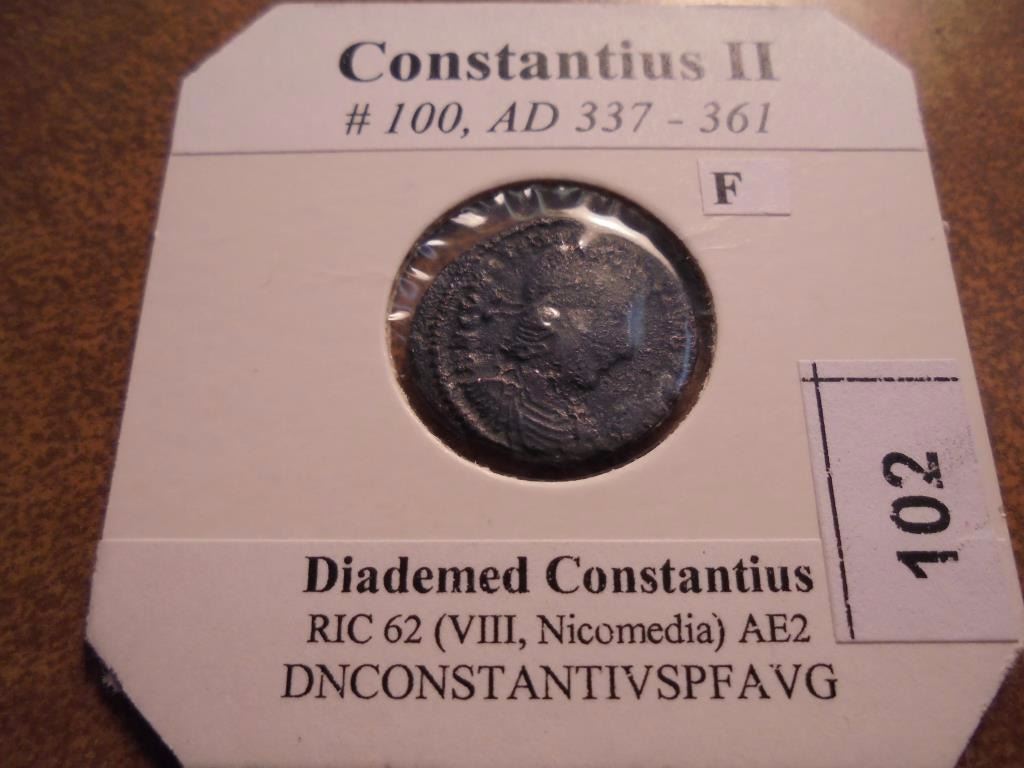 Constantius II
# 100, AD 337 - 361
F
102
Diademed Constantius
RIC 62 (VIII, Nicomedia) AE2
DNCONSTANTIVSPFAVG